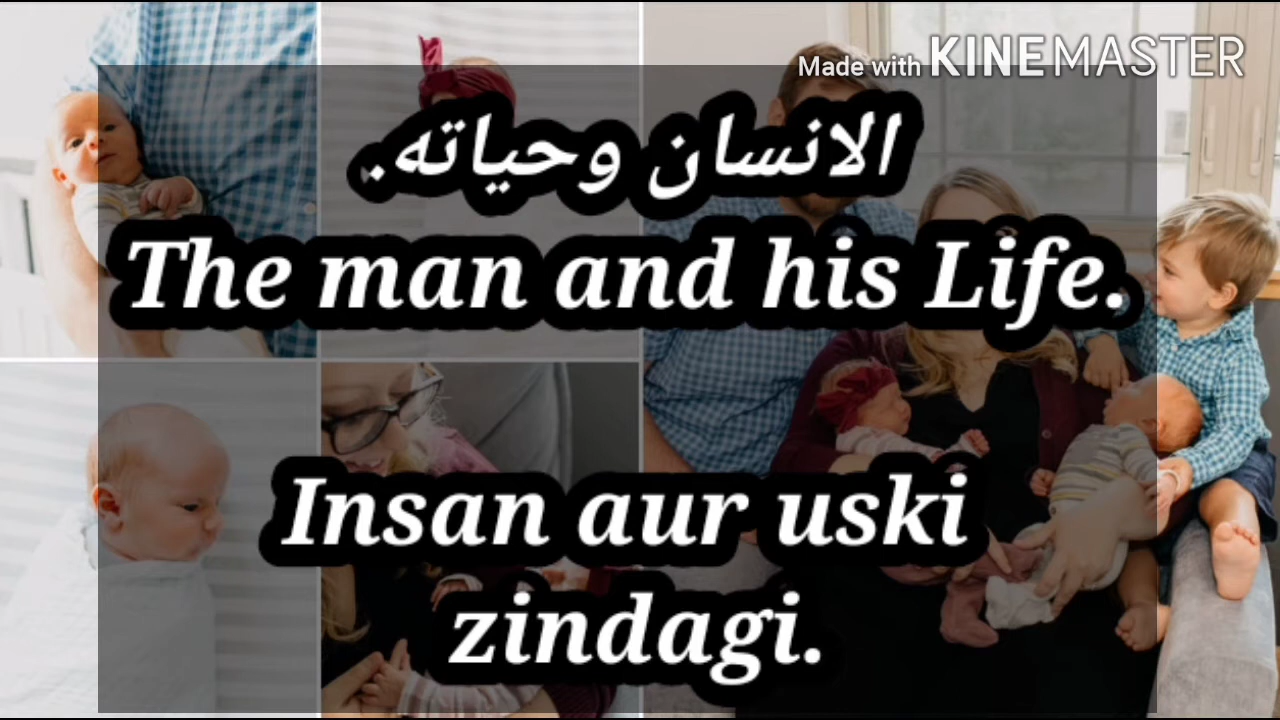 Made with KINEMASTER
الانسان وحياته.
The man and his Life.
Insan aur uski
zindagi.